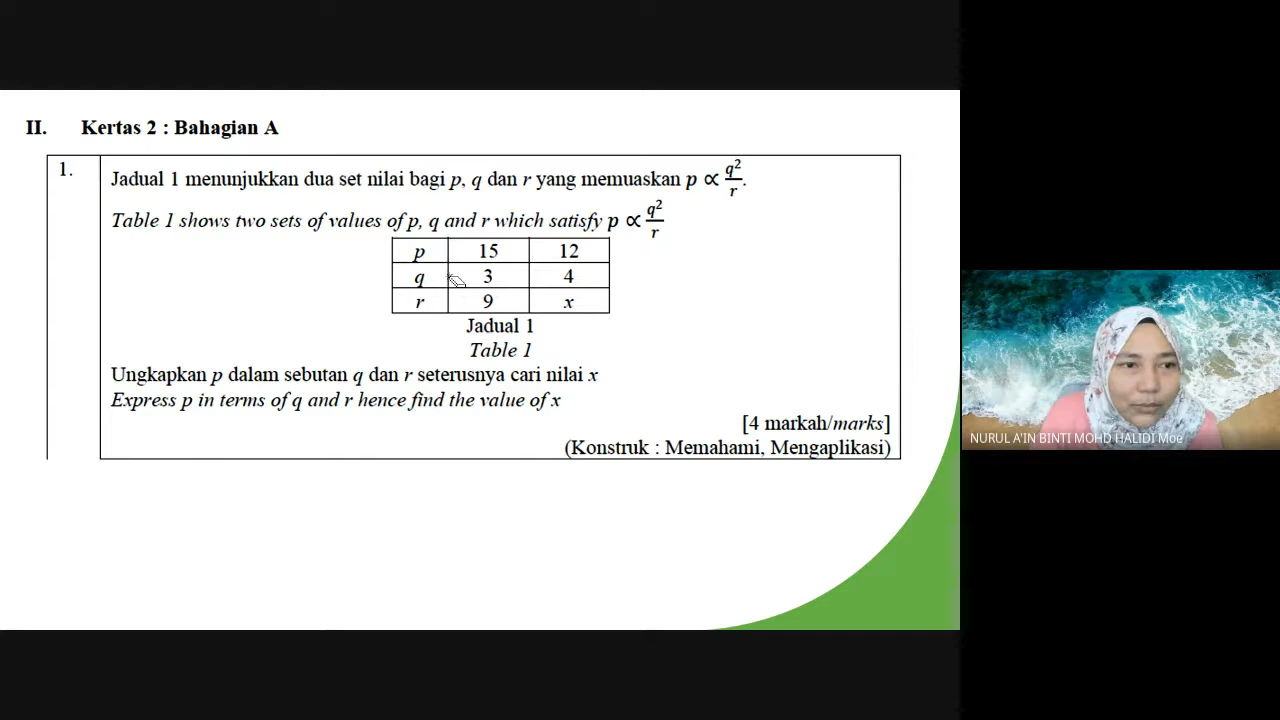 II. Kertas 2 : Bahagian A
1.
Jadual 1 menunjukkan dua set nilai bagi p, q dan r yang memuaskan p ∝ q²/r.
Table 1 shows two sets of values of p, q and r which satisfy p ∝ q²/r
p 15 12
q 3 4
r 9 x
Jadual 1
Table 1
Ungkapkan p dalam sebutan q dan r seterusnya cari nilai x
Express p in terms of q and r hence find the value of x
[4 markah/marks]
(Konstruk : Memahami, Mengaplikasi)
NURUL A'IN BINTI MOHD HALIDI Moe